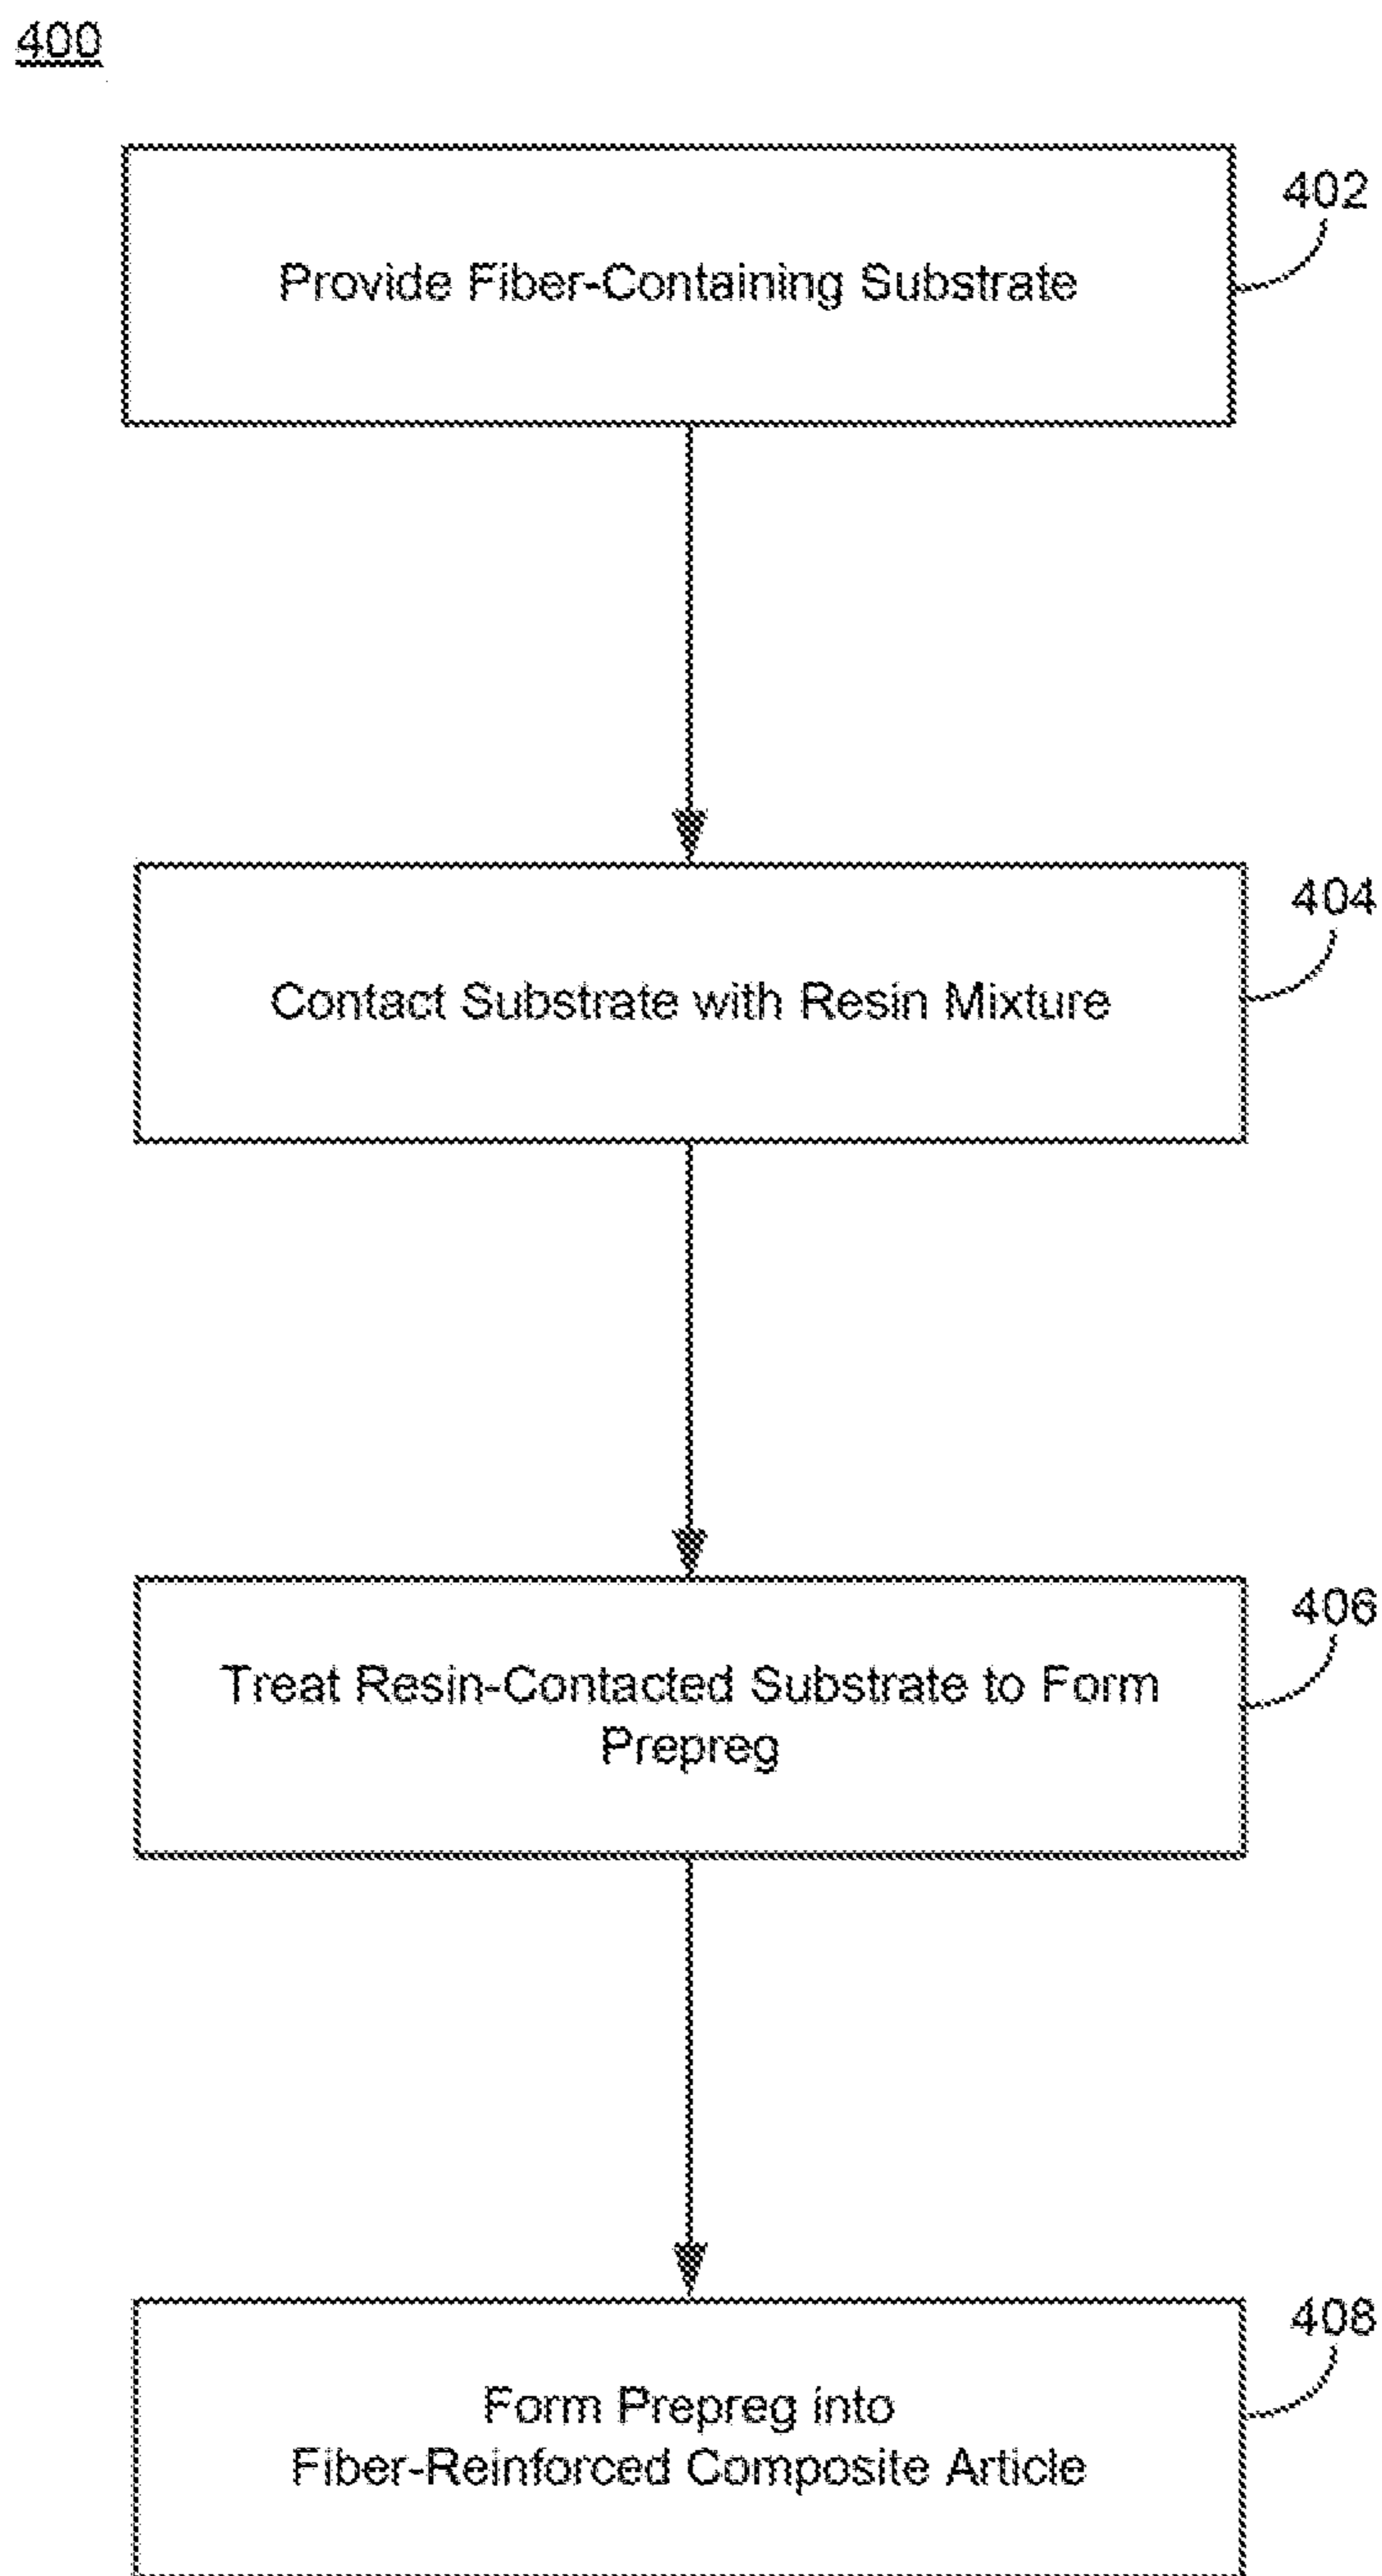 400
402
Provide Fiber-Containing Substrate
404
Contact Substrate with Resin Mixture
406
Treat Resin-Contacted Substrate to Form
Prepreg
408
Form Prepreg into
Fiber-Reinforced Composite Article